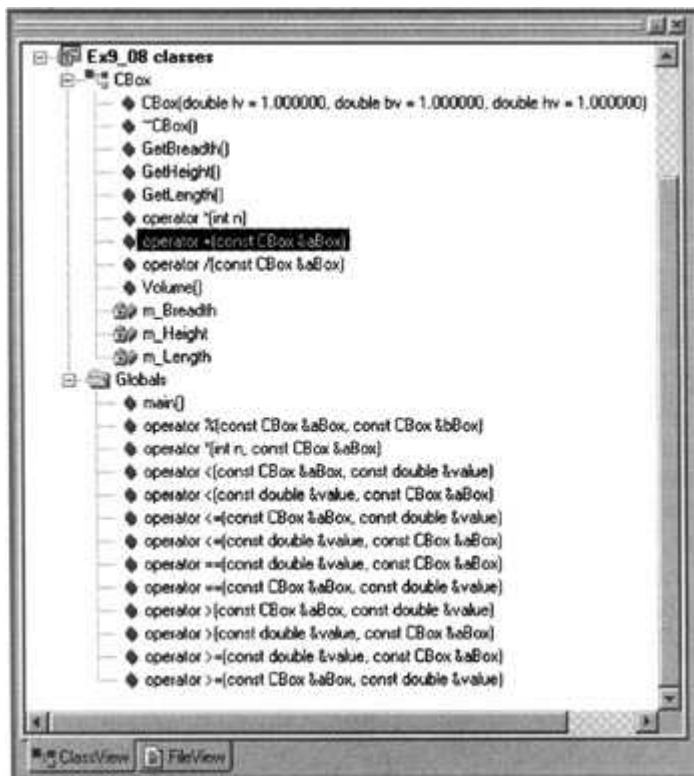 Ex9_08 classes
CBox
CBox(double lv = 1.000000, double bv = 1.000000, double hv = 1.000000)
~CBox()
GetBreadth()
GetHeight()
GetLength()
operator *(int n)
operator +(const CBox &aBox)
operator /(const CBox &aBox)
Volume()
m_Breadth
m_Height
m_Length
Globals
main()
operator %(const CBox &aBox, const CBox &bBox)
operator *(int n, const CBox &aBox)
operator <(const CBox &aBox, const double &value)
operator <(const double &value, const CBox &aBox)
operator <=(const CBox &aBox, const double &value)
operator <=(const double &value, const CBox &aBox)
operator ==(const double &value, const CBox &aBox)
operator ==(const CBox &aBox, const double &value)
operator >(const CBox &aBox, const double &value)
operator >(const double &value, const CBox &aBox)
operator >=(const double &value, const CBox &aBox)
operator >=(const CBox &aBox, const double &value)
ClassView FileView